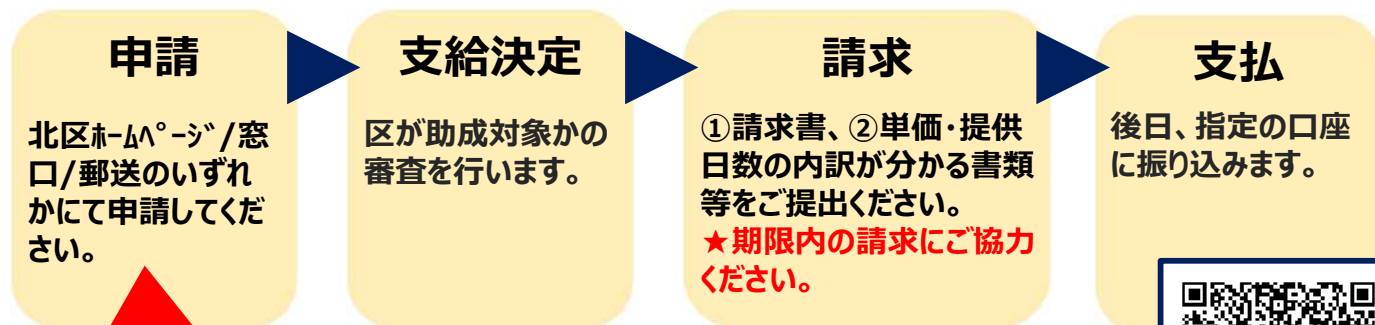 申請
北区ﾎｰﾑﾍﾟｰｼﾞ/窓
口/郵送のいずれ
かにて申請してくだ
さい。
支給決定
区が助成対象かの
審査を行います。
請求
①請求書、②単価・提供
日数の内訳が分かる書類
等をご提出ください。
★期限内の請求にご協力
ください。
支払
後日、指定の口座
に振り込みます。